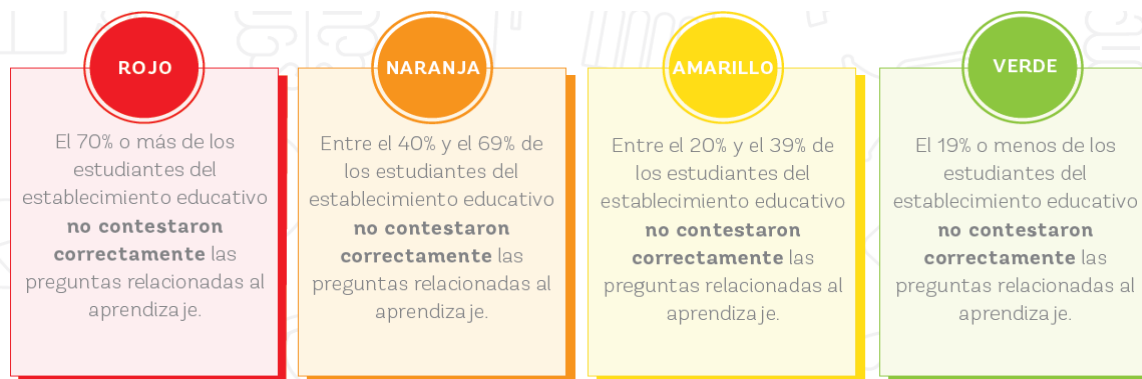 ROJO
El 70% o más de los
estudiantes del
establecimiento educativo
no contestaron
correctamente las
preguntas relacionadas al
aprendizaje.
NARANJA
Entre el 40% y el 69% de
los estudiantes del
establecimiento educativo
no contestaron
correctamente las
preguntas relacionadas al
aprendizaje.
AMARILLO
Entre el 20% y el 39% de
los estudiantes del
establecimiento educativo
no contestaron
correctamente las
preguntas relacionadas al
aprendizaje.
VERDE
El 19% o menos de los
estudiantes del
establecimiento educativo
no contestaron
correctamente las
preguntas relacionadas al
aprendizaje.